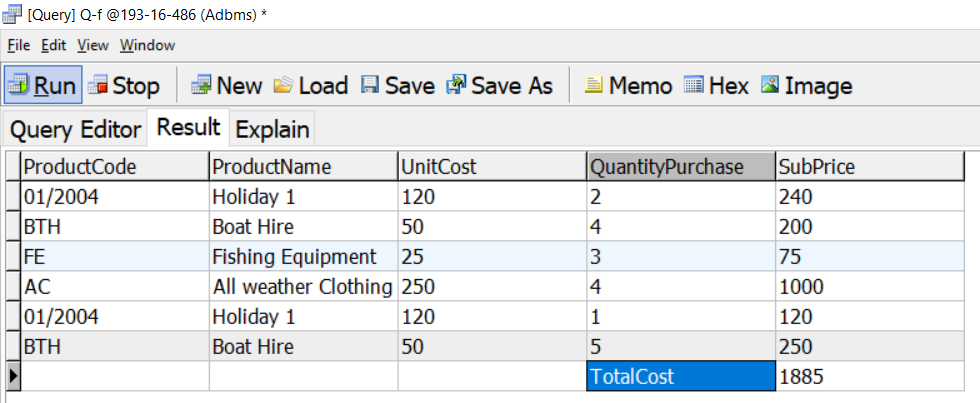 [Query] Q-f @193-16-486 (Adbms) *
File Edit View Window
Run Stop New Load Save Save As Memo Hex Image
Query Editor Result Explain
ProductCode ProductName UnitCost QuantityPurchase SubPrice
01/2004 Holiday 1 120 2 240
BTH Boat Hire 50 4 200
FE Fishing Equipment 25 3 75
AC All weather Clothing 250 4 1000
01/2004 Holiday 1 120 1 120
BTH Boat Hire 50 5 250
TotalCost 1885